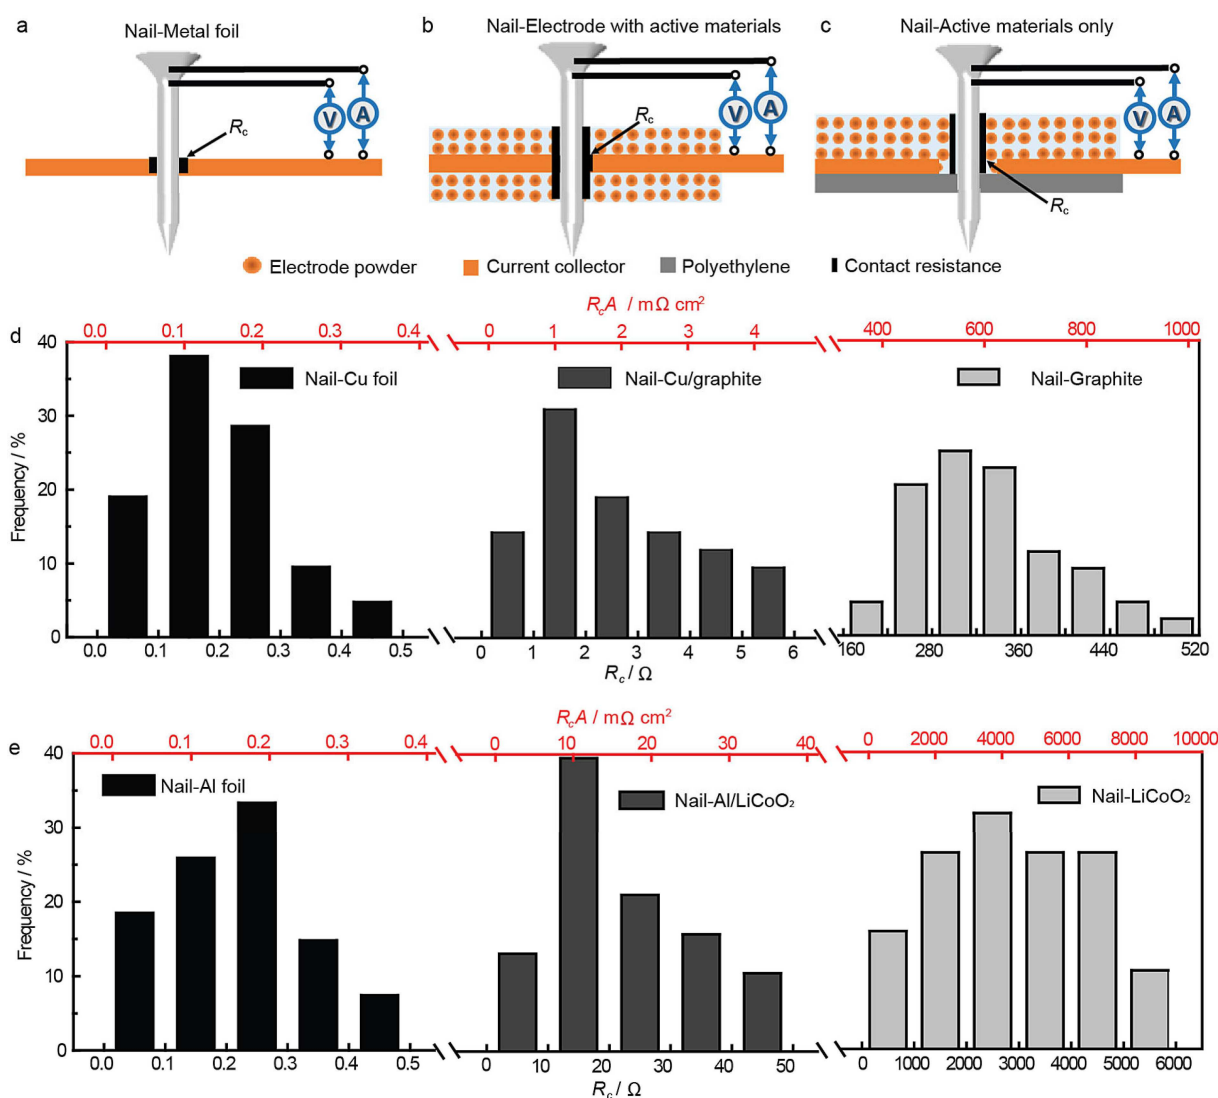 a
Nail-Metal foil
b
Nail-Electrode with active materials
c
Nail-Active materials only
V A
V A
V A
Rc
Rc
Rc
Electrode powder
Current collector
Polyethylene
Contact resistance
d
RcA / mΩ cm²
0.0 0.1 0.2 0.3 0.4
0 1 2 3 4
400 600 800 1000
Nail-Cu foil
Nail-Cu/graphite
Nail-Graphite
Frequency / %
40
30
20
10
0
0.0 0.1 0.2 0.3 0.4 0.5
0 1 2 3 4 5 6
160 280 360 440 520
Rc / Ω
e
RcA / mΩ cm²
0.0 0.1 0.2 0.3 0.4
0 10 20 30 40
0 2000 4000 6000 8000 10000
Nail-Al foil
Nail-Al/LiCoO₂
Nail-LiCoO₂
Frequency / %
40
30
20
10
0
0.0 0.1 0.2 0.3 0.4 0.5
0 10 20 30 40 50
0 1000 2000 3000 4000 5000 6000
Rc / Ω